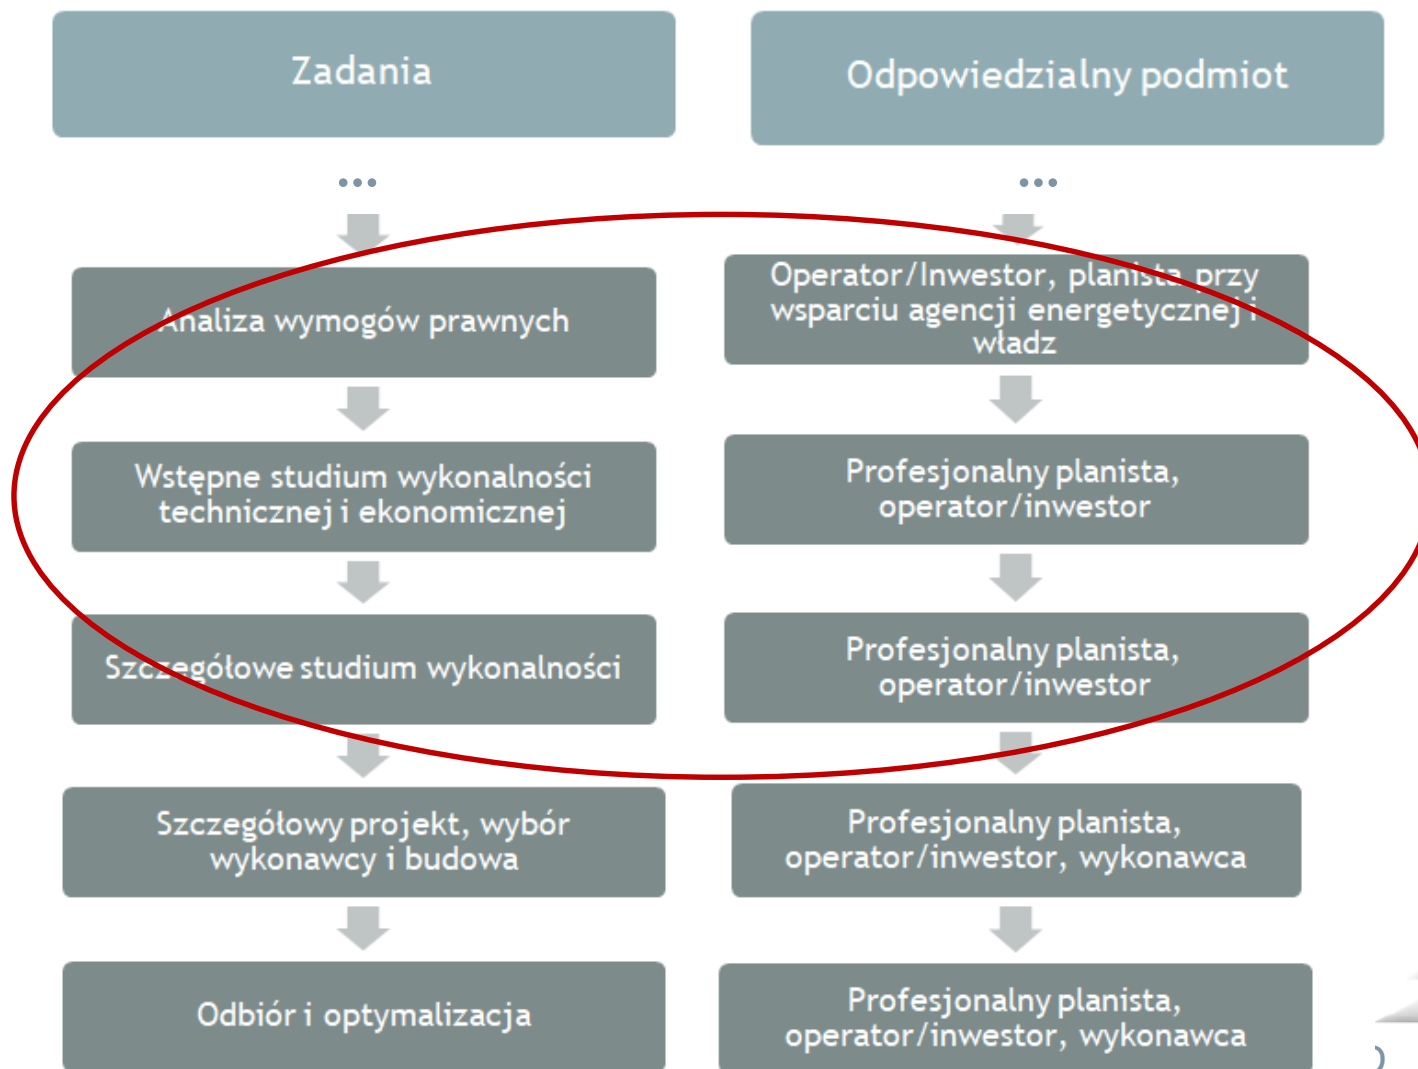 Zadania
Odpowiedzialny podmiot
...
...
Analiza wymogów prawnych
Operator/Inwestor, planista przy
wsparciu agencji energetycznej i
władz
Wstępne studium wykonalności
technicznej i ekonomicznej
Profesjonalny planista,
operator/inwestor
Szczegółowe studium wykonalności
Profesjonalny planista,
operator/inwestor
Szczegółowy projekt, wybór
wykonawcy i budowa
Profesjonalny planista,
operator/inwestor, wykonawca
Odbiór i optymalizacja
Profesjonalny planista,
operator/inwestor, wykonawca